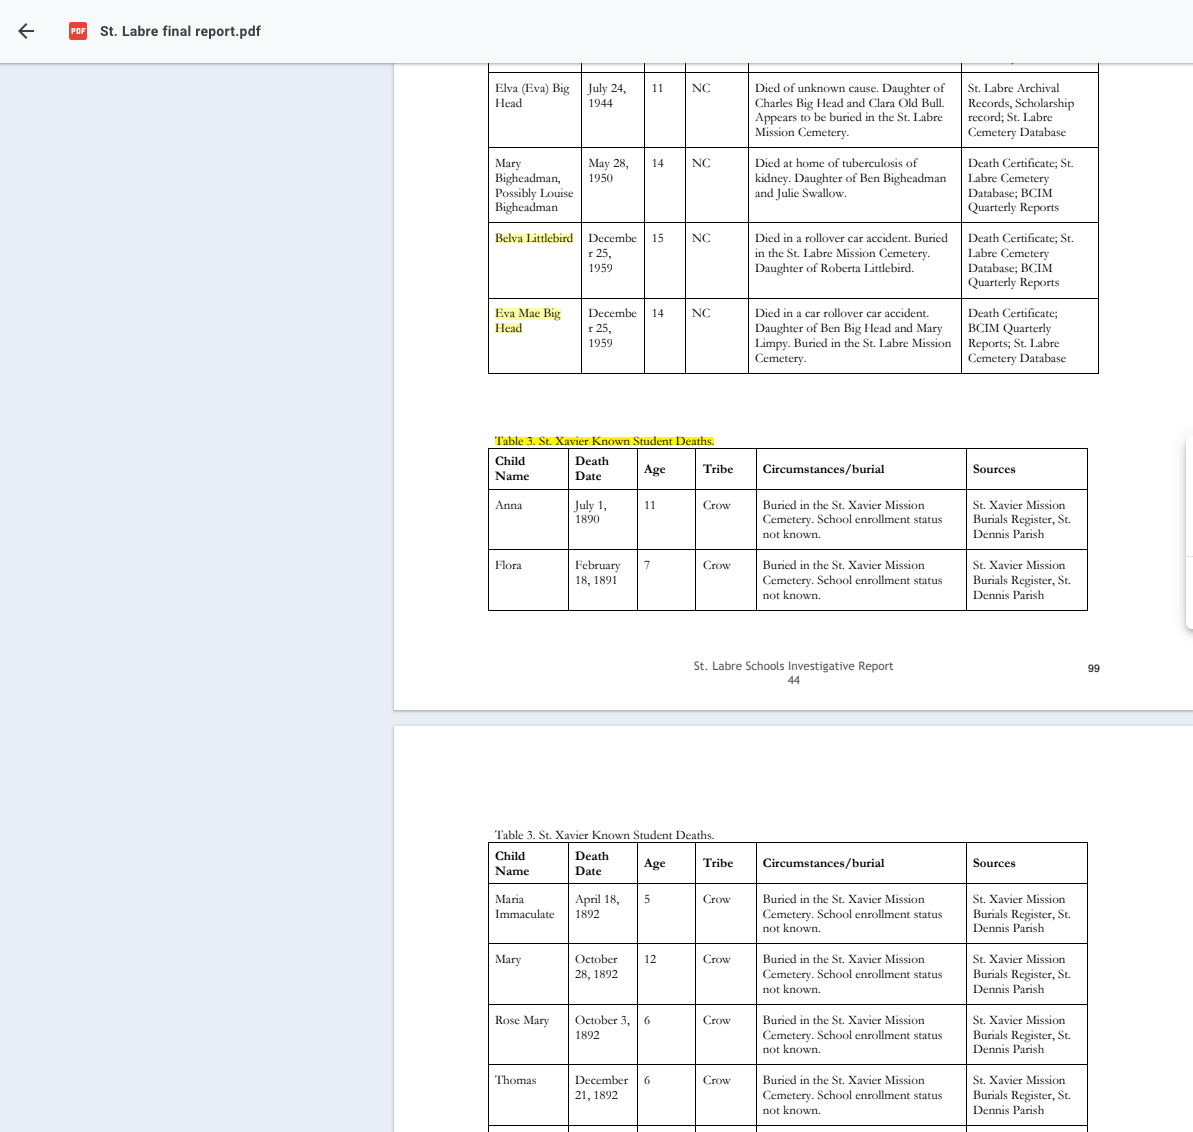 PDF St. Labre final report.pdf
Elva (Eva) Big
Head
July 24,
1944
11
NC
Died of unknown cause. Daughter of
Charles Big Head and Clara Old Bull.
Appears to be buried in the St. Labre
Mission Cemetery.
St. Labre Archival
Records, Scholarship
record; St. Labre
Cemetery Database
Mary
Bigheadman,
Possibly Louise
Bigheadman
May 28,
1950
14
NC
Died at home of tuberculosis of
kidney. Daughter of Ben Bigheadman
and Julie Swallow.
Death Certificate; St.
Labre Cemetery
Database; BCIM
Quarterly Reports
Belva Littlebird
Decembe
r 25,
1959
15
NC
Died in a rollover car accident. Buried
in the St. Labre Mission Cemetery.
Daughter of Roberta Littlebird.
Death Certificate; St.
Labre Cemetery
Database; BCIM
Quarterly Reports
Eva Mae Big
Head
Decembe
r 25,
1959
14
NC
Died in a car rollover car accident.
Daughter of Ben Big Head and Mary
Limpy. Buried in the St. Labre Mission
Cemetery.
Death Certificate;
BCIM Quarterly
Reports; St. Labre
Cemetery Database
Table 3. St. Xavier Known Student Deaths.
Child
Name
Death
Date
Age
Tribe
Circumstances/burial
Sources
Anna
July 1,
1890
11
Crow
Buried in the St. Xavier Mission
Cemetery. School enrollment status
not known.
St. Xavier Mission
Burials Register, St.
Dennis Parish
Flora
February
18, 1891
7
Crow
Buried in the St. Xavier Mission
Cemetery. School enrollment status
not known.
St. Xavier Mission
Burials Register, St.
Dennis Parish
St. Labre Schools Investigative Report
44
99
Table 3. St. Xavier Known Student Deaths.
Child
Name
Death
Date
Age
Tribe
Circumstances/burial
Sources
Maria
Immaculate
April 18,
1892
5
Crow
Buried in the St. Xavier Mission
Cemetery. School enrollment status
not known.
St. Xavier Mission
Burials Register, St.
Dennis Parish
Mary
October
28, 1892
12
Crow
Buried in the St. Xavier Mission
Cemetery. School enrollment status
not known.
St. Xavier Mission
Burials Register, St.
Dennis Parish
Rose Mary
October 3,
1892
6
Crow
Buried in the St. Xavier Mission
Cemetery. School enrollment status
not known.
St. Xavier Mission
Burials Register, St.
Dennis Parish
Thomas
December
21, 1892
6
Crow
Buried in the St. Xavier Mission
Cemetery. School enrollment status
not known.
St. Xavier Mission
Burials Register, St.
Dennis Parish